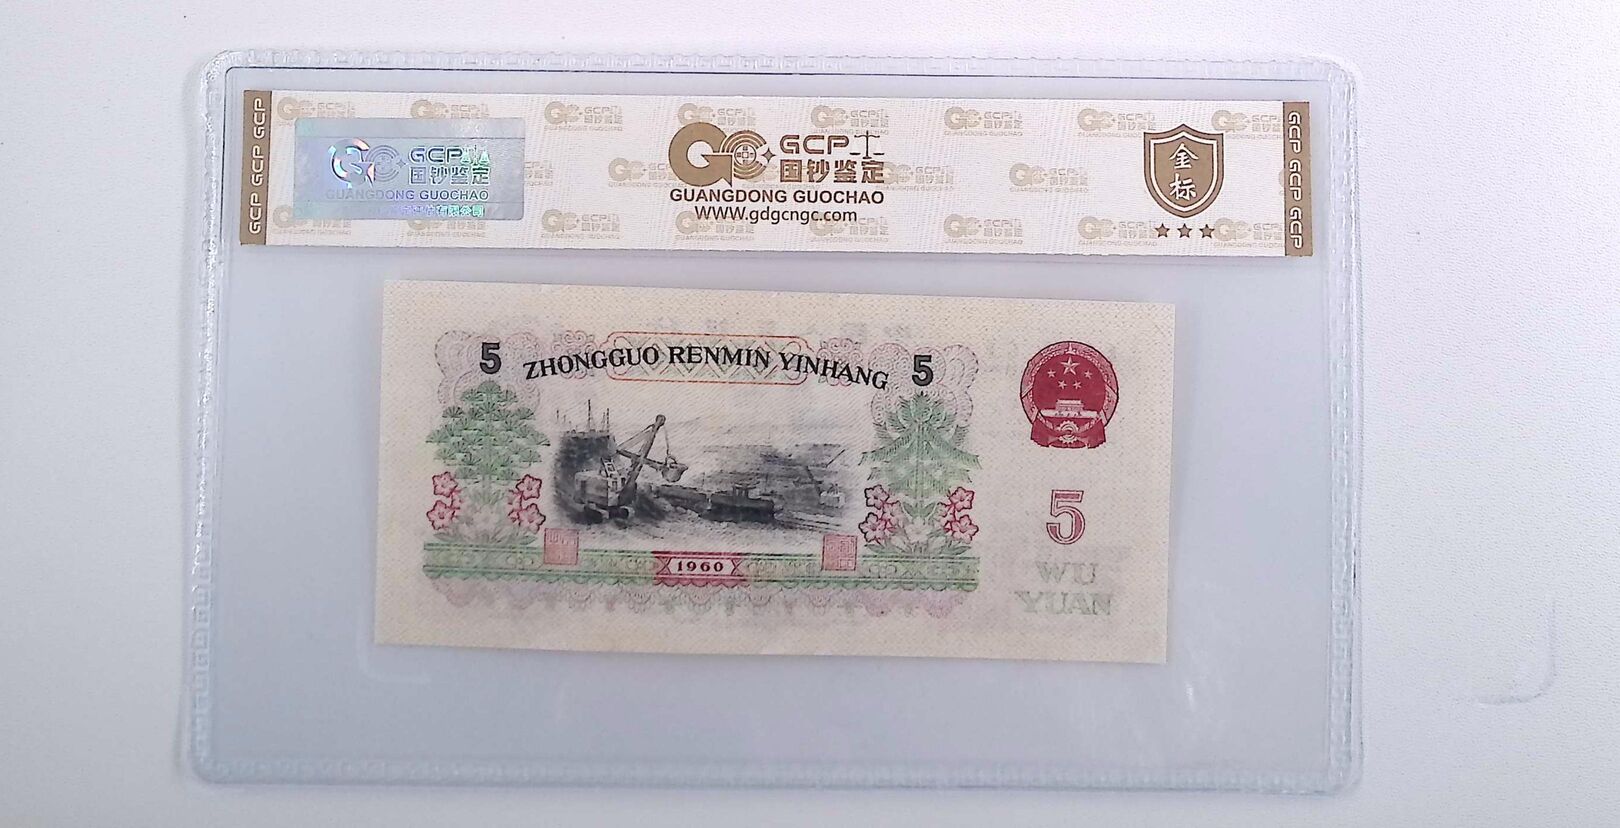 GCP GCP GCP
GCP
国钞鉴定
GUANGDONG GUOCHAO
GCP
国钞鉴定
GUANGDONG GUOCHAO
www.gdgcngc.com
金标
GCP GCP GCP
5 ZHONGGUO RENMIN YINHANG 5
1960
5
WU
YUAN